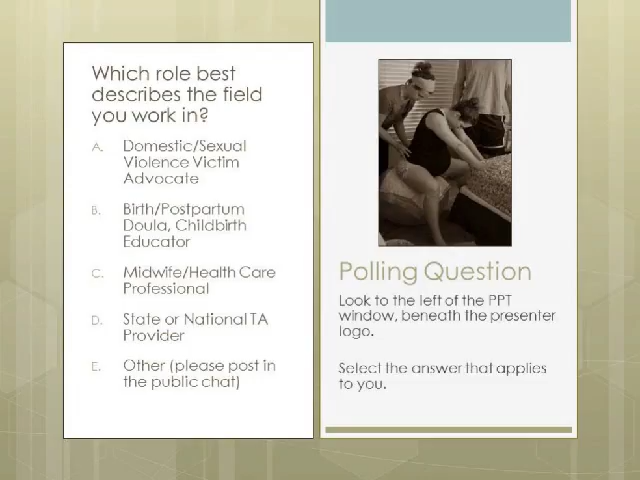 Which role best
describes the field
you work in?
A. Domestic/Sexual
Violence Victim
Advocate
B. Birth/Postpartum
Doula, Childbirth
Educator
C. Midwife/Health Care
Professional
D. State or National TA
Provider
E. Other (please post in
the public chat)
Polling Question
Look to the left of the PPT
window, beneath the presenter
logo.
Select the answer that applies
to you.